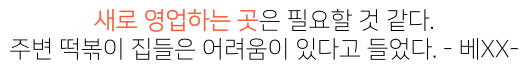 새로 영업하는 곳은 필요할 것 같다.
주변 떡볶이 집들은 어려움이 있다고 들었다. - 베XX-